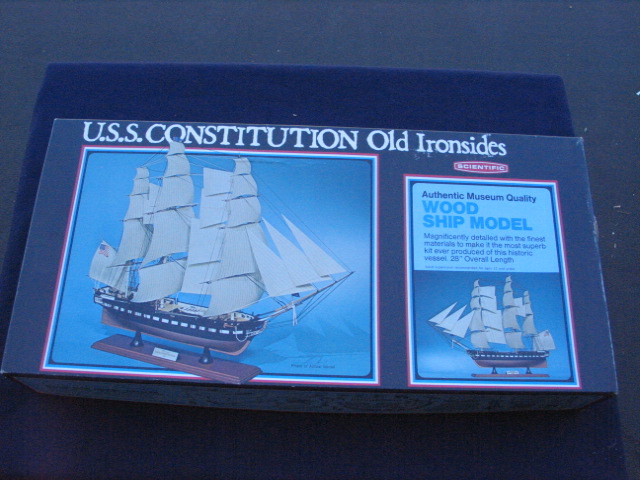 U.S.S. CONSTITUTION Old Ironsides
SCIENTIFIC
Authentic Museum Quality
WOOD
SHIP MODEL
Magnificently detailed with the finest
materials to make it the most superb
kit ever produced of this historic
vessel. 28" Overall Length